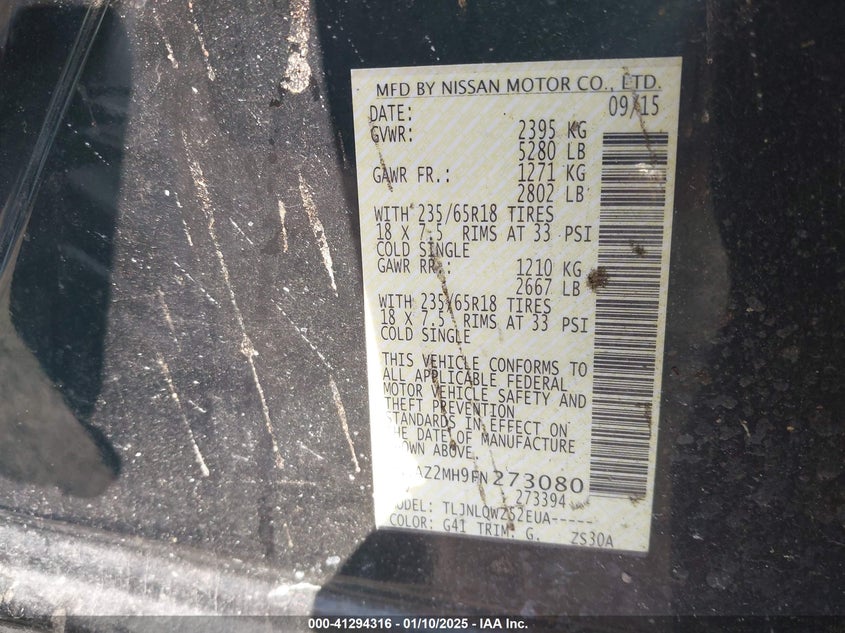 MFD BY NISSAN MOTOR CO., LTD.
DATE: 09/15
GVWR: 2395 KG
5280 LB
GAWR FR.: 1271 KG
2802 LB
WITH 235/65R18 TIRES
18 X 7.5 RIMS AT 33 PSI
COLD SINGLE
GAWR RR.: 1210 KG
2667 LB
WITH 235/65R18 TIRES
18 X 7.5 RIMS AT 33 PSI
COLD SINGLE
THIS VEHICLE CONFORMS TO
ALL APPLICABLE FEDERAL
MOTOR VEHICLE SAFETY AND
THEFT PREVENTION
STANDARDS IN EFFECT ON
THE DATE OF MANUFACTURE
SHOWN ABOVE.
AZ2MH9FN273080
273394
MODEL: TLJNLQWZS2EUA-----
COLOR: G41 TRIM: G. ZS30A
000-41294316 - 01/10/2025 - IAA Inc.